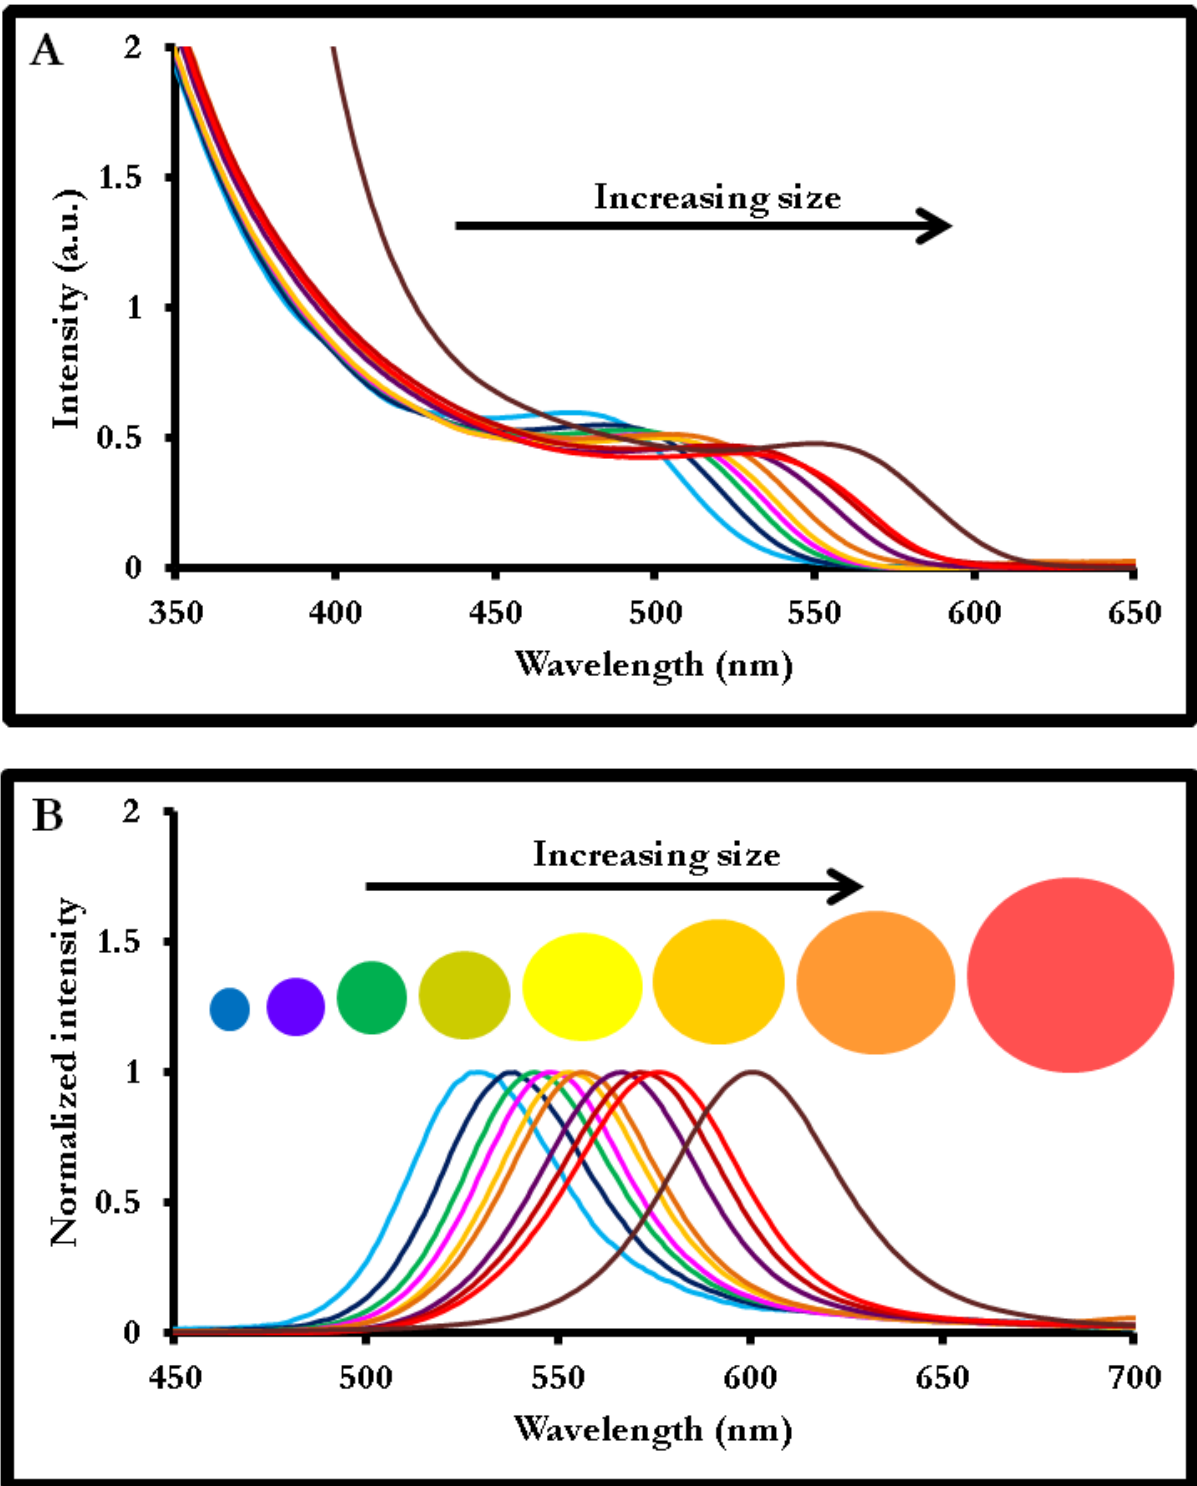 A
2
1.5
1
0.5
0
Intensity (a.u.)
Increasing size
350 400 450 500 550 600 650
Wavelength (nm)
B
2
1.5
1
0.5
0
Normalized intensity
Increasing size
450 500 550 600 650 700
Wavelength (nm)